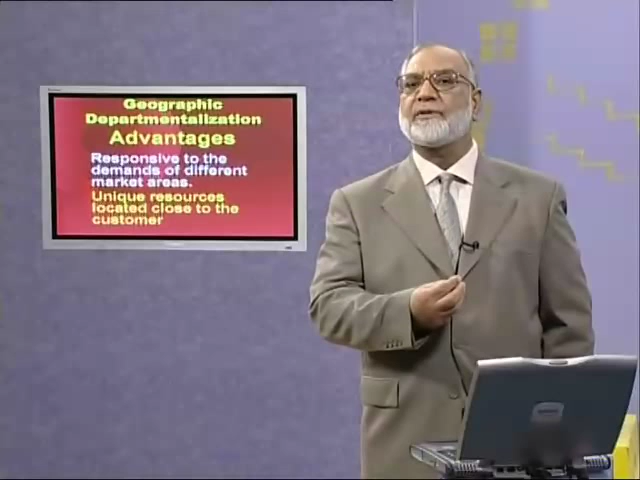 Geographic
Departmentalization
Advantages
Responsive to the
demands of different
market areas.
Unique resources
located close to the
customer